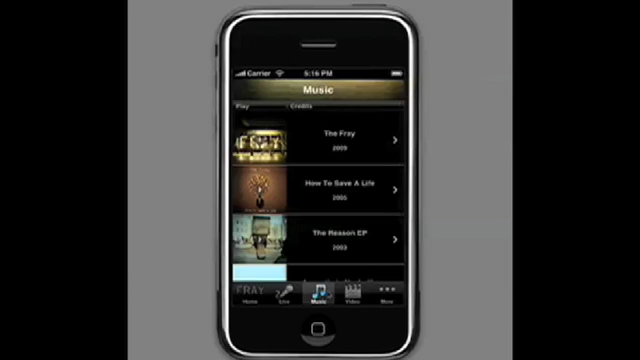 Carrier 5:16 PM
Music
Play Credits
The Fray
2009
How To Save A Life
2005
The Reason EP
2003
FRAY
Home Live Music Video More